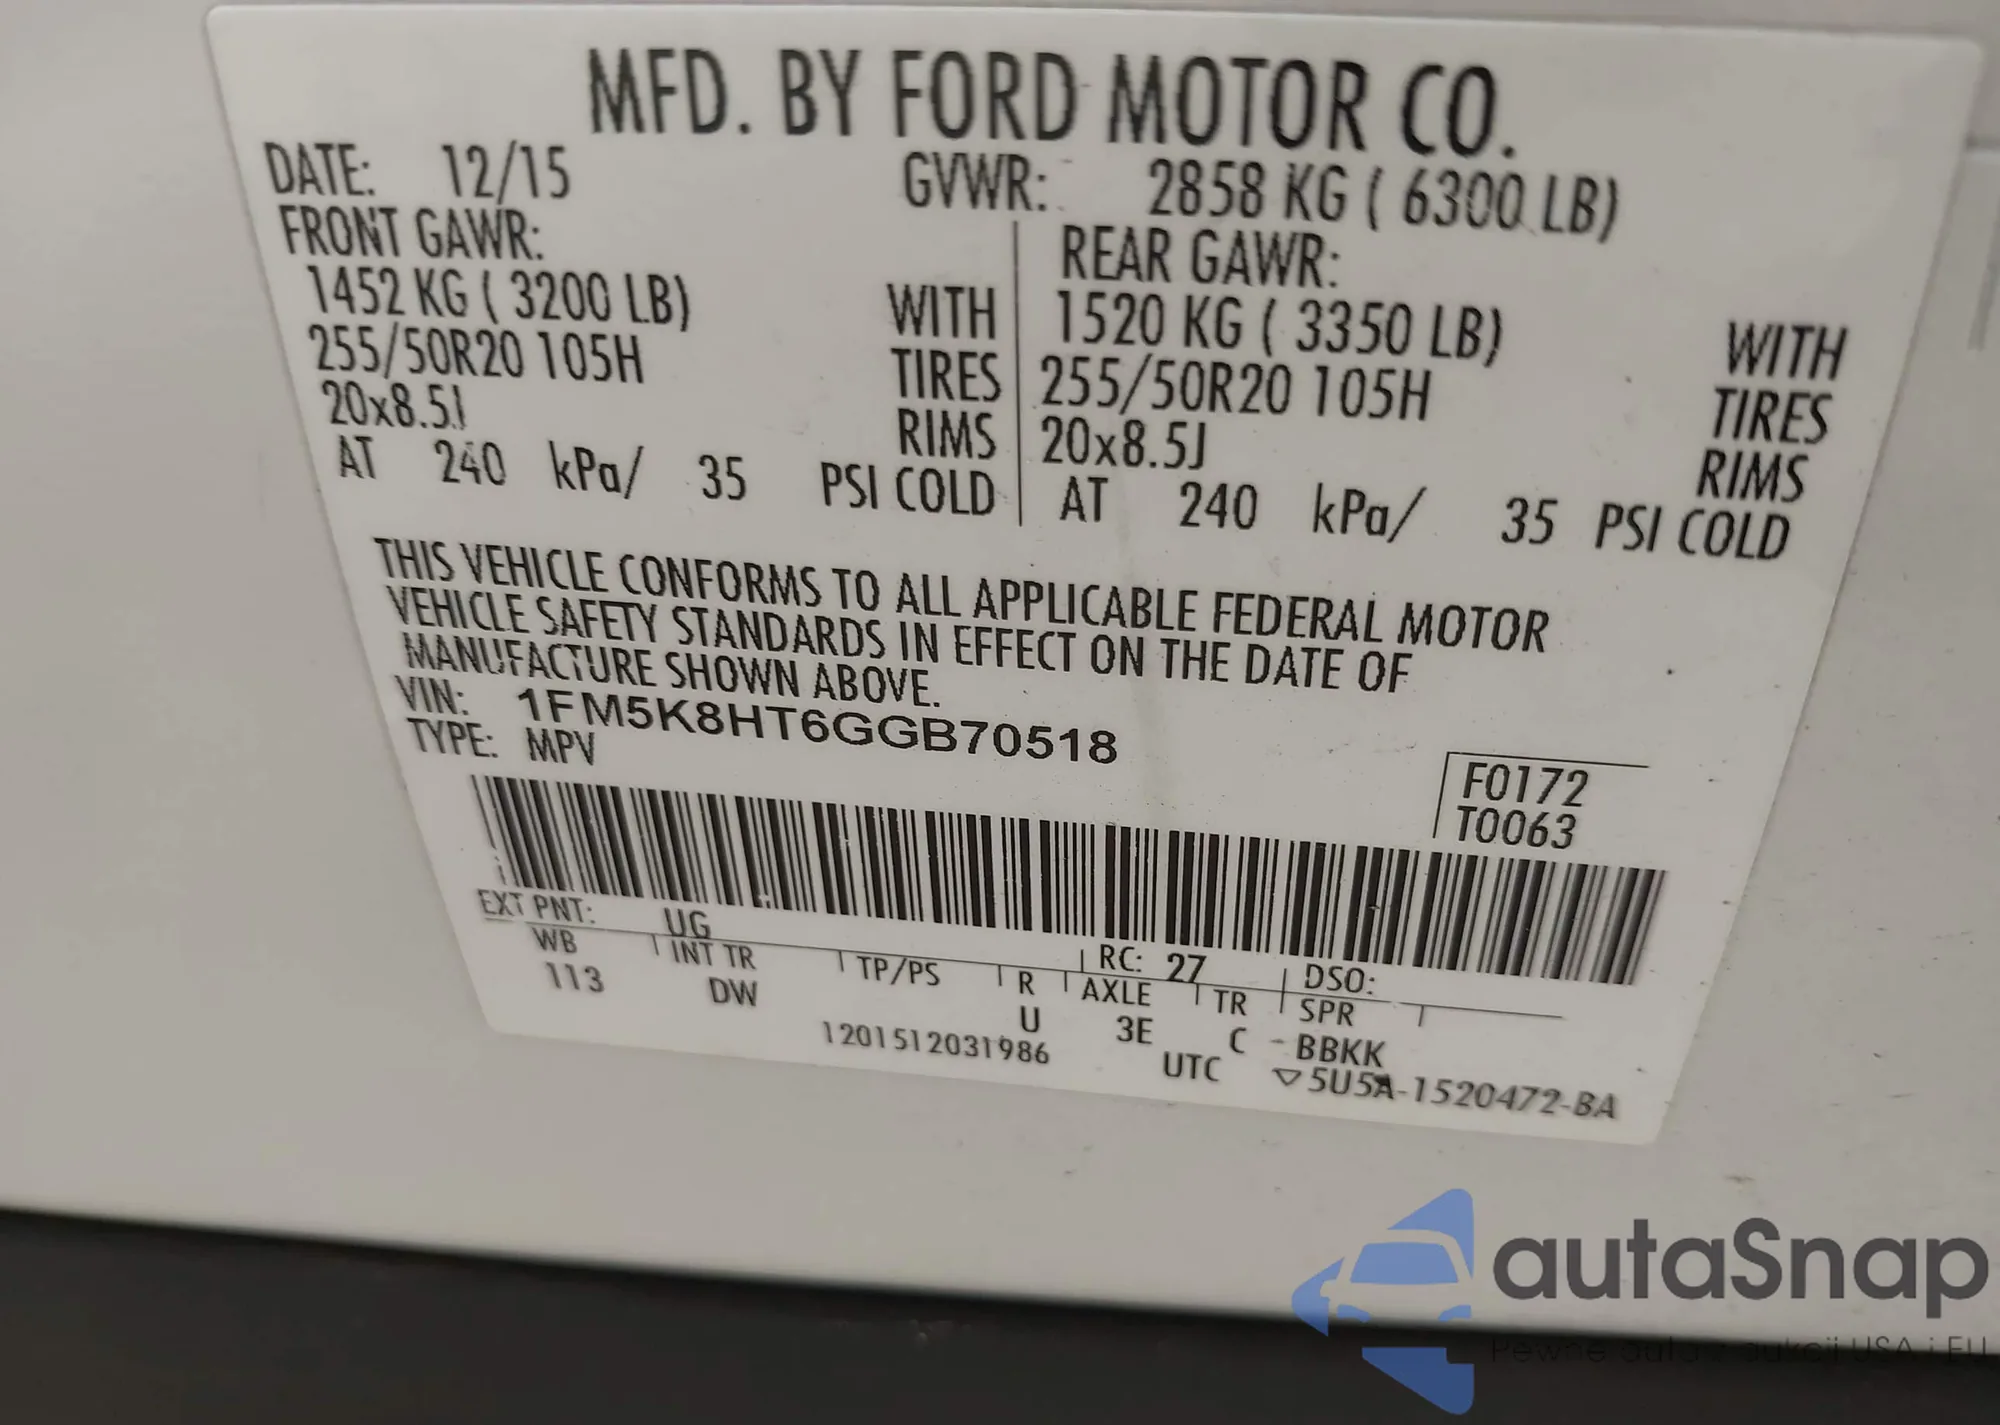 MFD. BY FORD MOTOR CO.
DATE: 12/15 GVWR: 2858 KG ( 6300 LB)
FRONT GAWR: REAR GAWR:
1452 KG ( 3200 LB) WITH 1520 KG ( 3350 LB) WITH
255/50R20 105H TIRES 255/50R20 105H TIRES
20x8.5J RIMS 20x8.5J RIMS
AT 240 kPa/ 35 PSI COLD AT 240 kPa/ 35 PSI COLD
THIS VEHICLE CONFORMS TO ALL APPLICABLE FEDERAL MOTOR
VEHICLE SAFETY STANDARDS IN EFFECT ON THE DATE OF
MANUFACTURE SHOWN ABOVE.
VIN: 1FM5K8HT6GGB70518
TYPE: MPV
F0172
T0063
EXT PNT: UG RC: 27 DSO:
WB INT TR TP/PS R AXLE TR SPR
113 DW U 3E C BBKK
1201512031986 UTC ▽5U5A-1520472-BA
autaSnap
Pewne auta z aukcji USA i EU